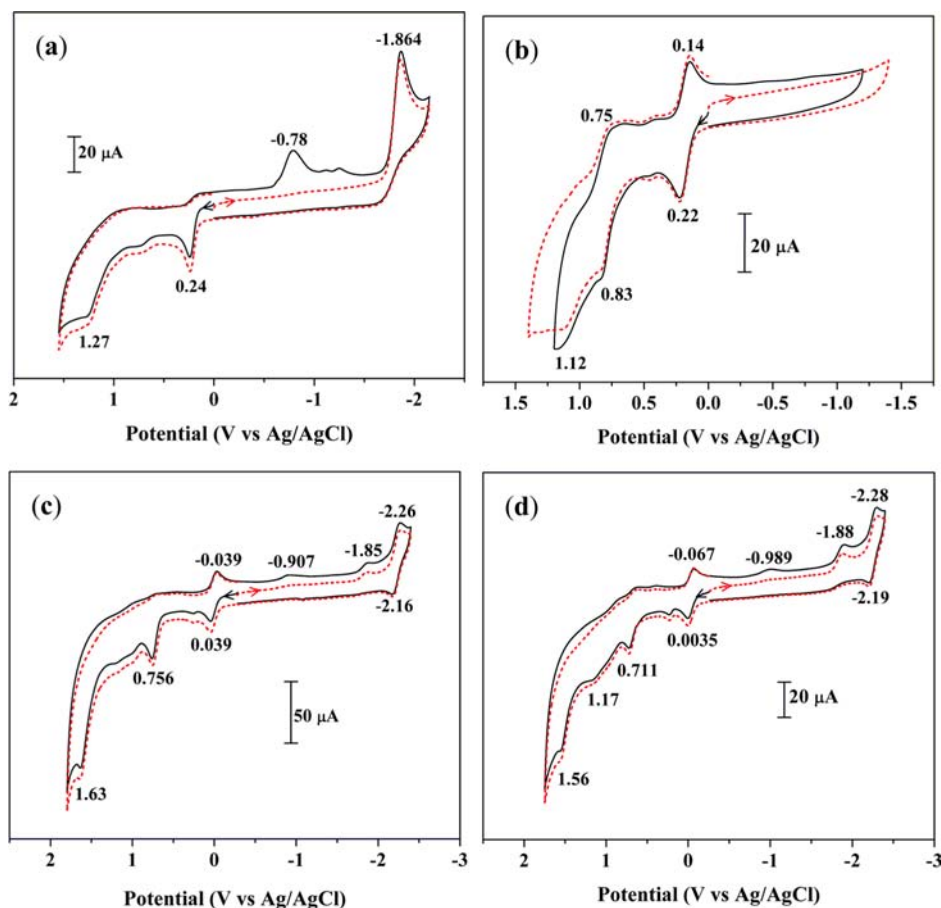 (a)
-1.864
20 µA
-0.78
0.24
1.27
2 1 0 -1 -2
Potential (V vs Ag/AgCl)
(b)
0.14
0.75
0.22
20 µA
0.83
1.12
1.5 1.0 0.5 0.0 -0.5 -1.0 -1.5
Potential (V vs Ag/AgCl)
(c)
-2.26
-1.85
-0.039
-0.907
-2.16
0.039
0.756
50 µA
1.63
2 1 0 -1 -2 -3
Potential (V vs Ag/AgCl)
(d)
-2.28
-1.88
-0.067
-0.989
-2.19
0.0035
0.711
1.17
20 µA
1.56
2 1 0 -1 -2 -3
Potential (V vs Ag/AgCl)